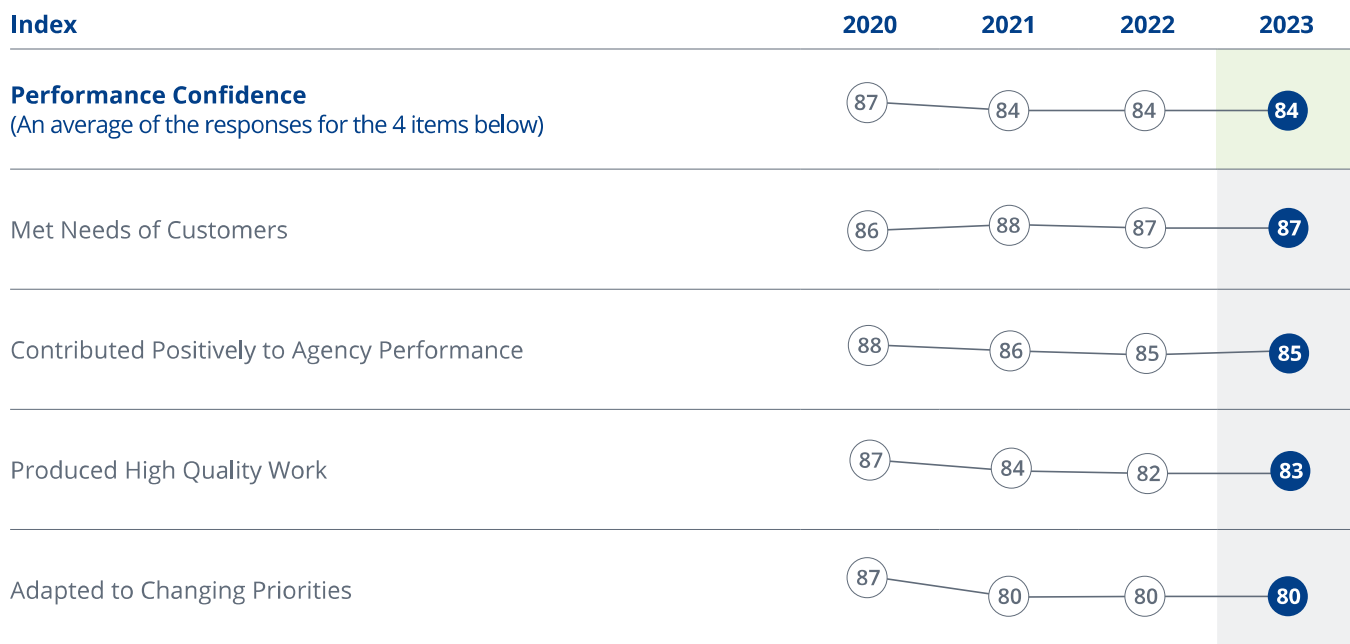 Index 2020 2021 2022 2023
Performance Confidence
(An average of the responses for the 4 items below)
87 84 84 84
Met Needs of Customers 86 88 87 87
Contributed Positively to Agency Performance 88 86 85 85
Produced High Quality Work 87 84 82 83
Adapted to Changing Priorities 87 80 80 80